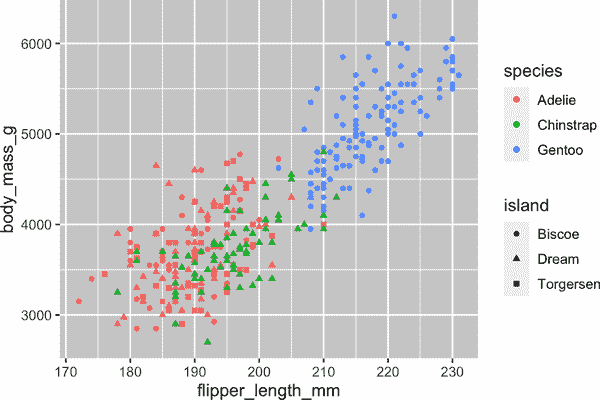 6000
5000
4000
3000
body_mass_g
170
180
190
200
210
220
230
flipper_length_mm
species
Adelie
Chinstrap
Gentoo
island
Biscoe
Dream
Torgersen